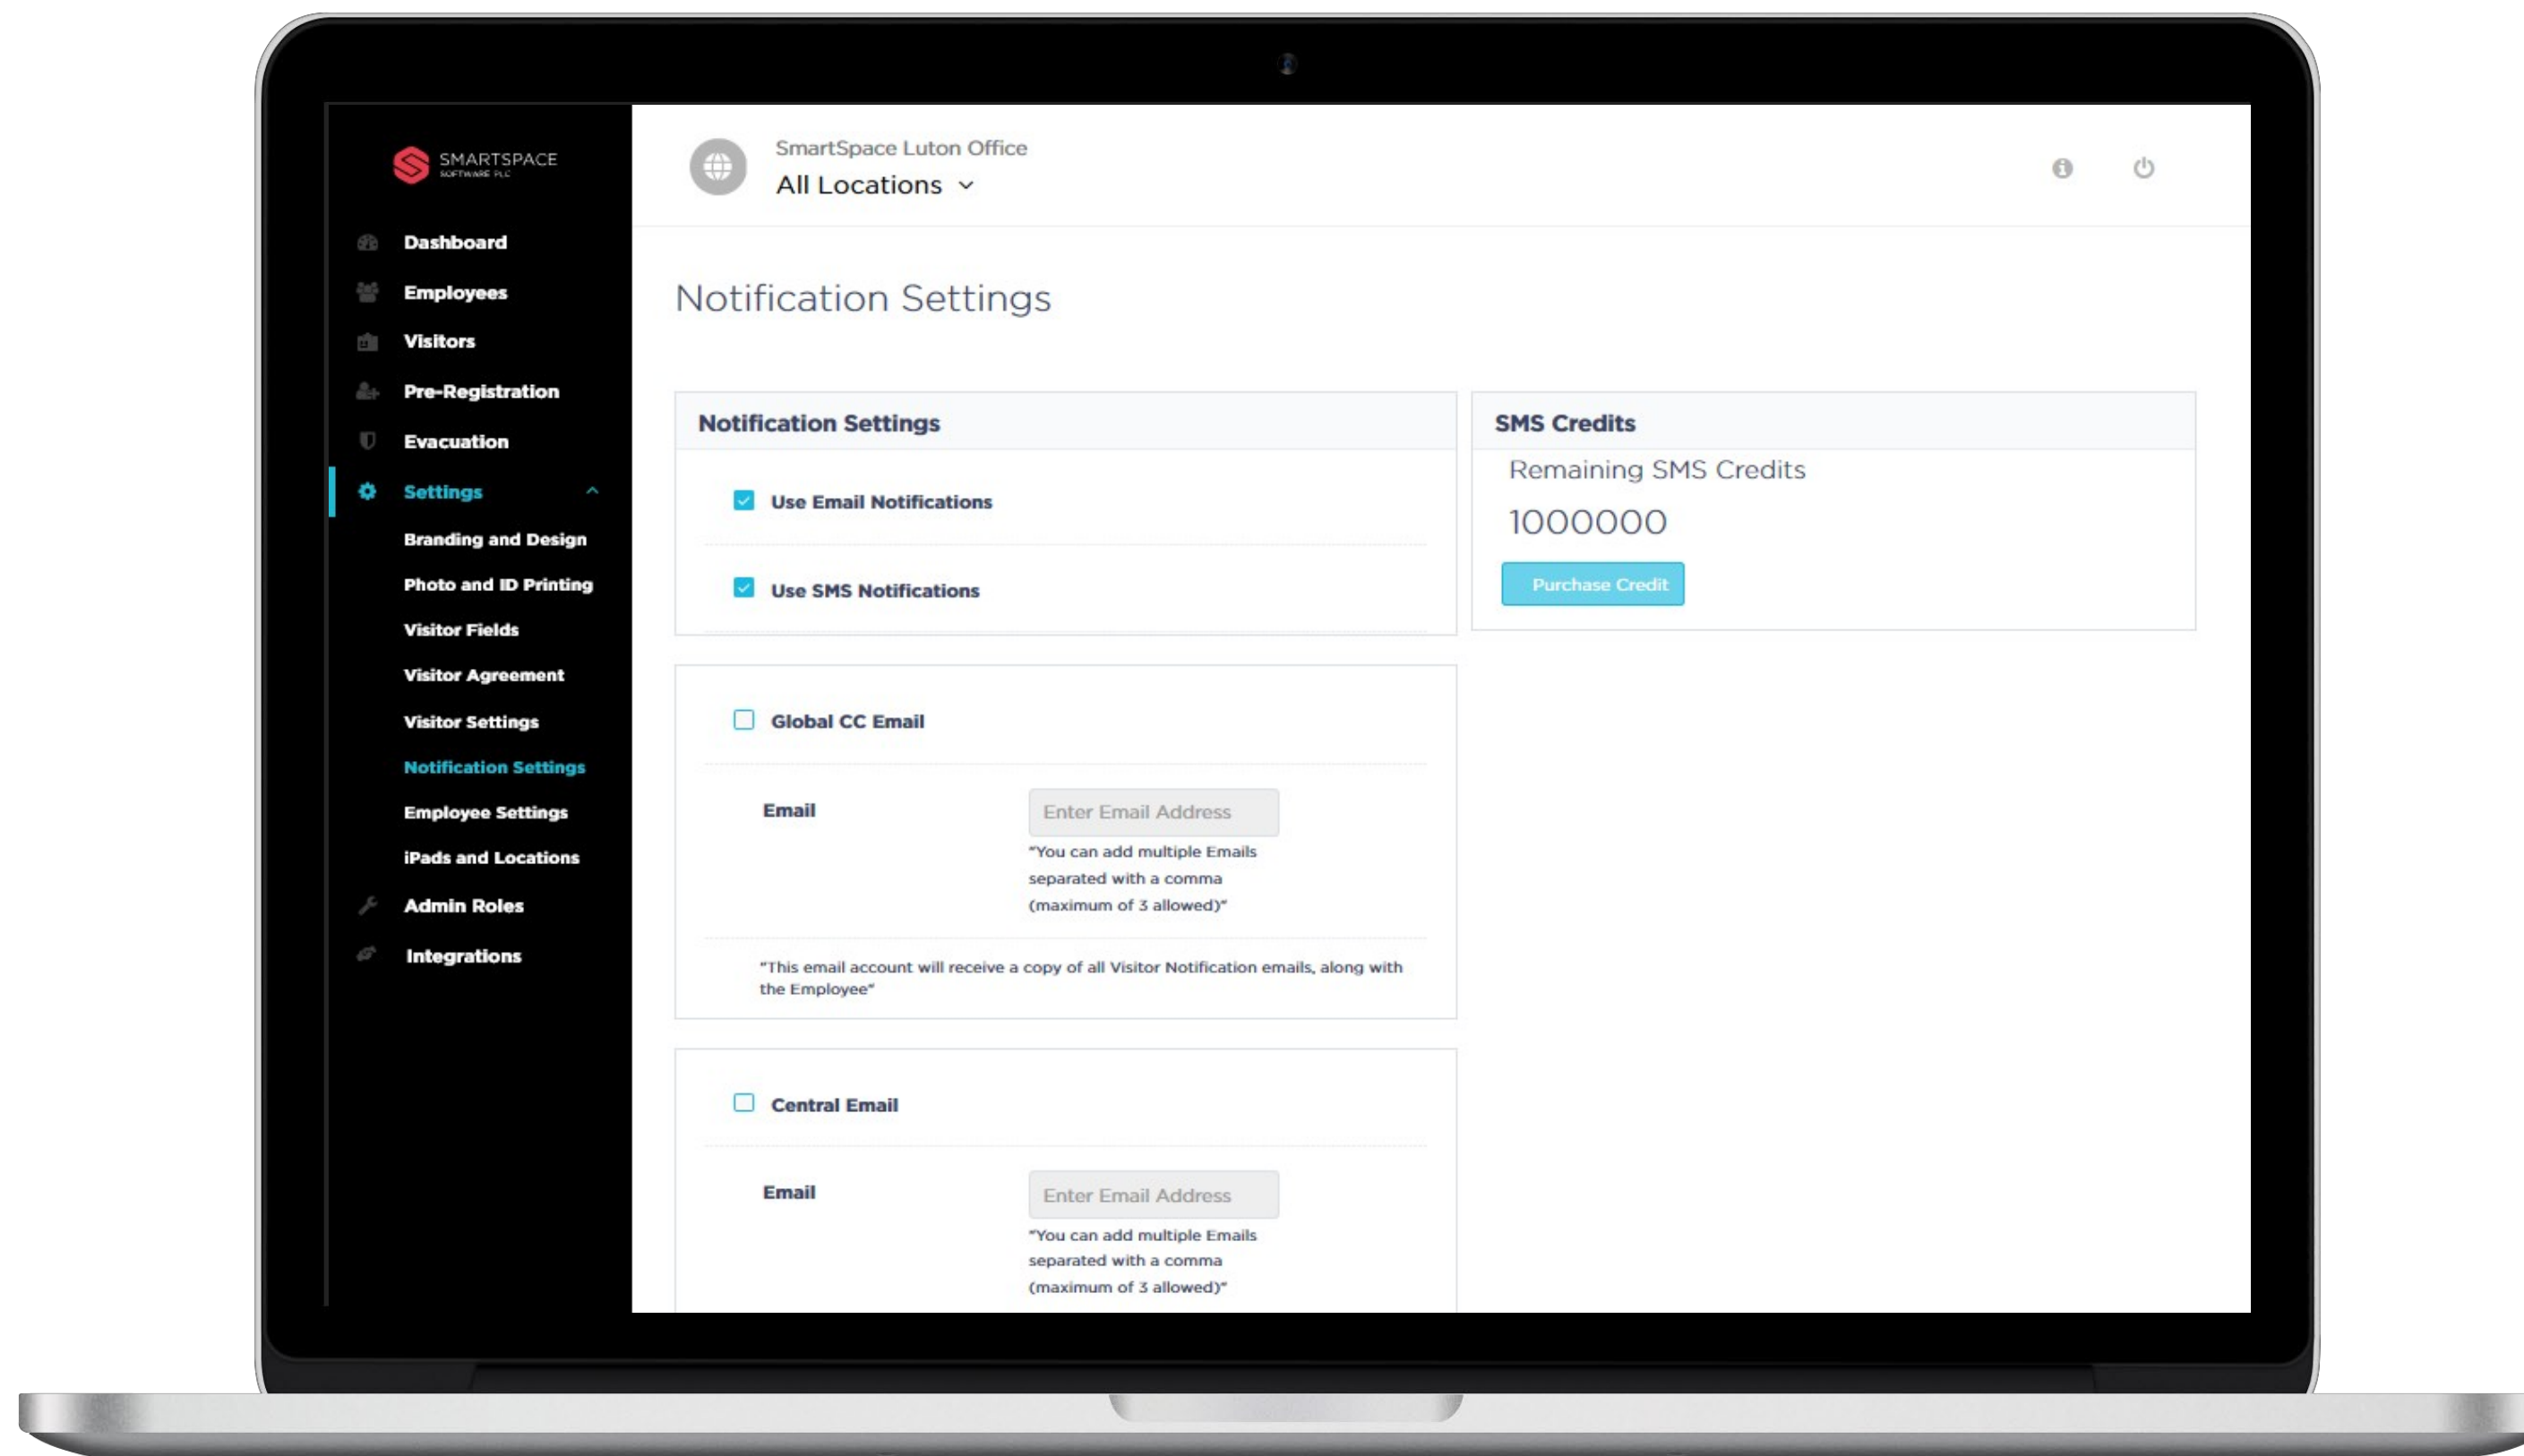 SMARTSPACE
SOFTWARE PLC
Dashboard
Employees
Visitors
Pre-Registration
Evacuation
Settings
Branding and Design
Photo and ID Printing
Visitor Fields
Visitor Agreement
Visitor Settings
Notification Settings
Employee Settings
iPads and Locations
Admin Roles
Integrations
SmartSpace Luton Office
All Locations
Notification Settings
Notification Settings
Use Email Notifications
Use SMS Notifications
SMS Credits
Remaining SMS Credits
1000000
Purchase Credit
Global CC Email
Email
Enter Email Address
"You can add multiple Emails
separated with a comma
(maximum of 3 allowed)"
"This email account will receive a copy of all Visitor Notification emails, along with
the Employee"
Central Email
Email
Enter Email Address
"You can add multiple Emails
separated with a comma
(maximum of 3 allowed)"